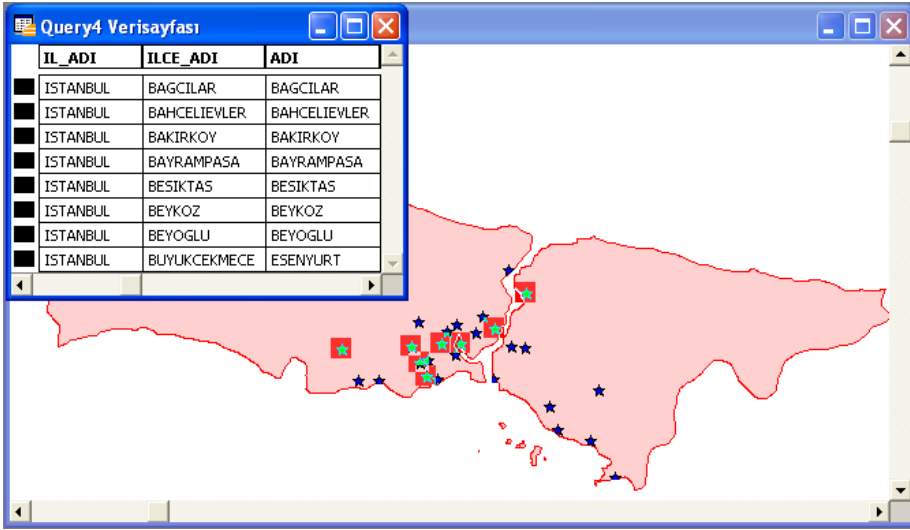 Query4 Verisayfası
IL_ADI ILCE_ADI ADI
ISTANBUL BAGCILAR BAGCILAR
ISTANBUL BAHCELIEVLER BAHCELIEVLER
ISTANBUL BAKIRKOY BAKIRKOY
ISTANBUL BAYRAMPASA BAYRAMPASA
ISTANBUL BESIKTAS BESIKTAS
ISTANBUL BEYKOZ BEYKOZ
ISTANBUL BEYOGLU BEYOGLU
ISTANBUL BUYUKCEKMECE ESENYURT